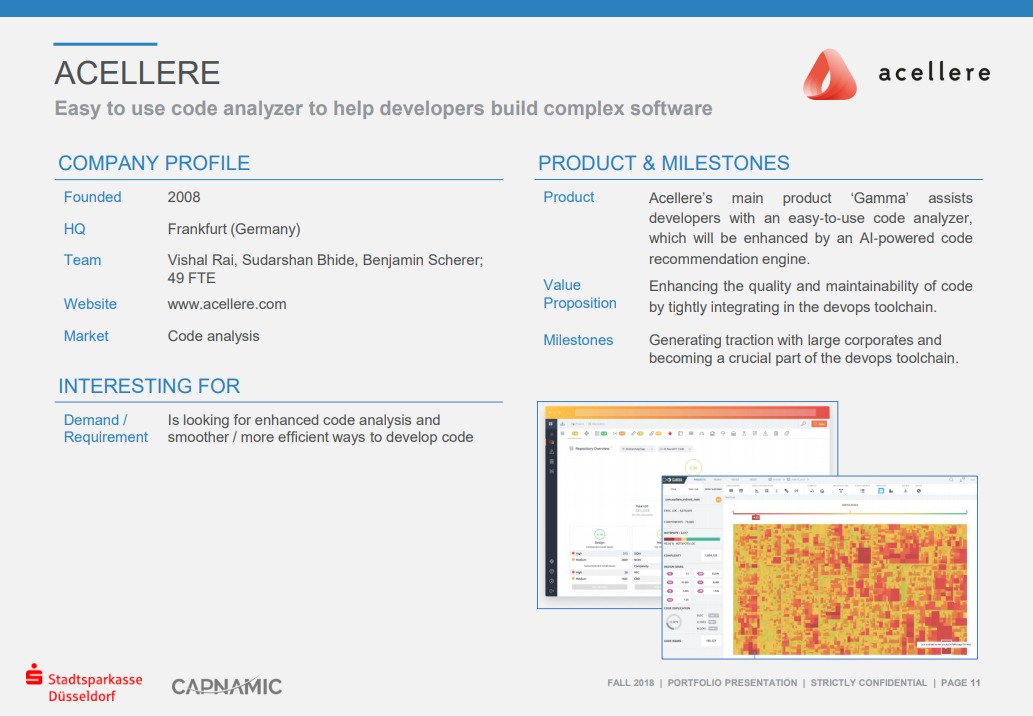 ACELLERE
Easy to use code analyzer to help developers build complex software
acellere
COMPANY PROFILE
Founded 2008
HQ Frankfurt (Germany)
Team Vishal Rai, Sudarshan Bhide, Benjamin Scherer;
49 FTE
Website www.acellere.com
Market Code analysis
INTERESTING FOR
Demand / Is looking for enhanced code analysis and
Requirement smoother / more efficient ways to develop code
PRODUCT & MILESTONES
Product Acellere’s main product ‘Gamma’ assists
developers with an easy-to-use code analyzer,
which will be enhanced by an AI-powered code
recommendation engine.
Value Enhancing the quality and maintainability of code
Proposition by tightly integrating in the devops toolchain.
Milestones Generating traction with large corporates and
becoming a crucial part of the devops toolchain.
Repository Overview
Design
Stadtsparkasse
Düsseldorf
CAPNAMIC
FALL 2018 | PORTFOLIO PRESENTATION | STRICTLY CONFIDENTIAL | PAGE 11